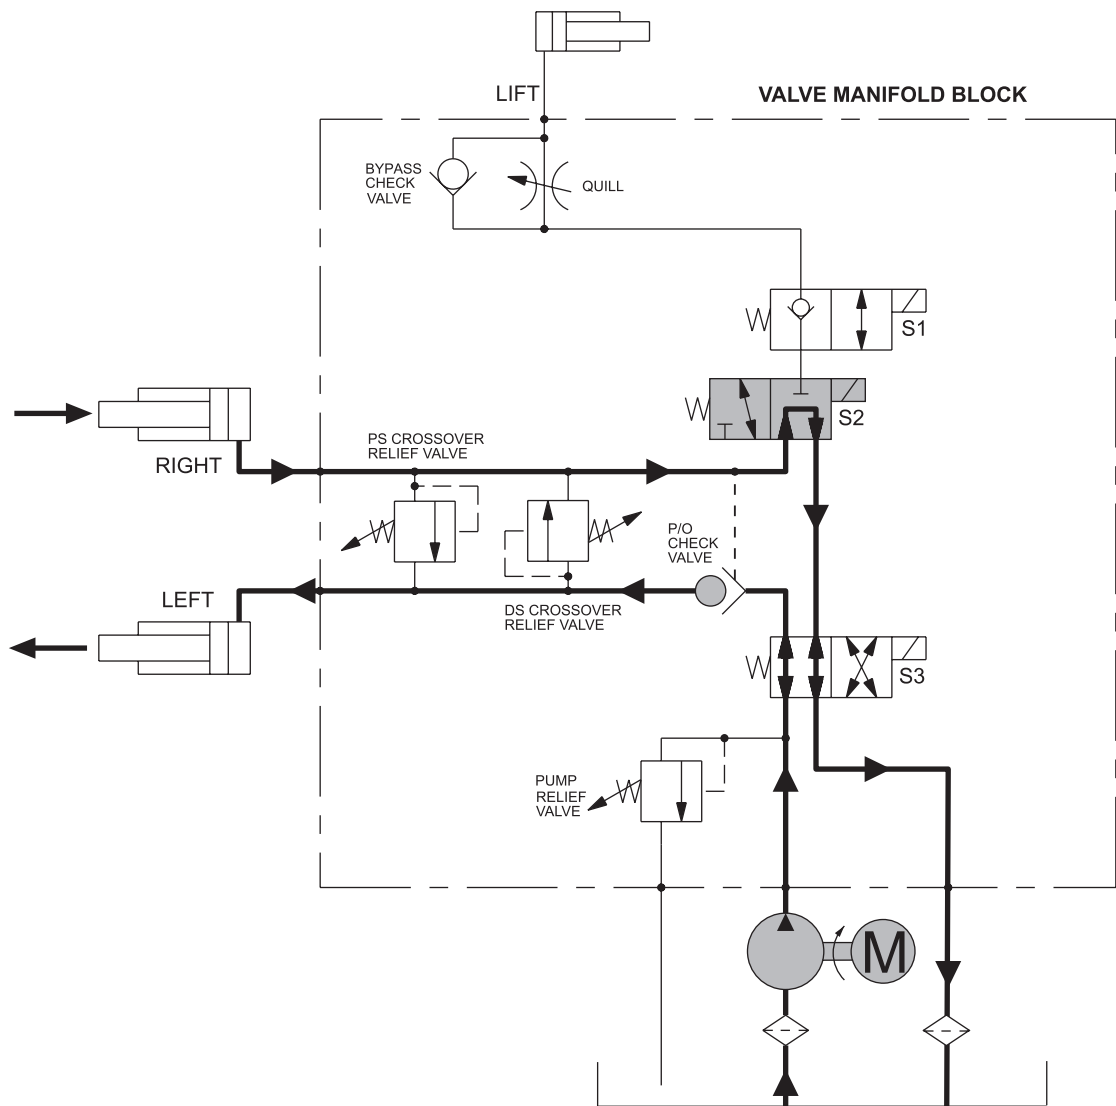 LIFT
VALVE MANIFOLD BLOCK
BYPASS
CHECK
VALVE
QUILL
S1
S2
PS CROSSOVER
RELIEF VALVE
RIGHT
P/O
CHECK
VALVE
LEFT
DS CROSSOVER
RELIEF VALVE
S3
PUMP
RELIEF
VALVE
M